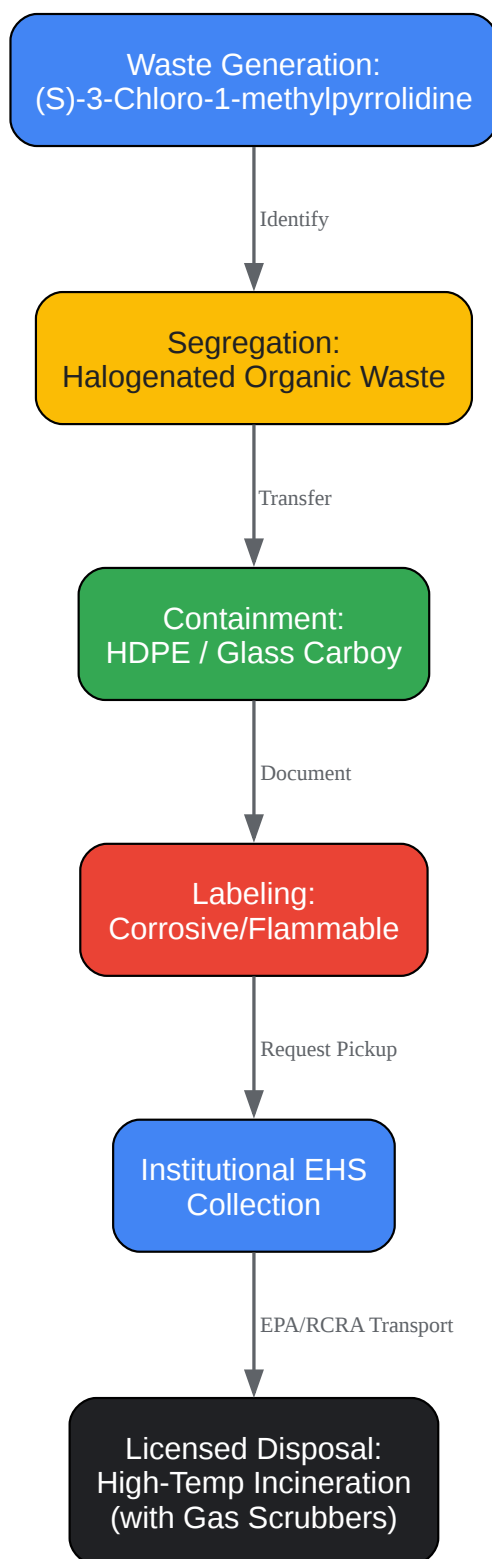 Waste Generation:
(S)-3-Chloro-1-methylpyrrolidine
Identify
Segregation:
Halogenated Organic Waste
Transfer
Containment:
HDPE / Glass Carboy
Document
Labeling:
Corrosive/Flammable
Request Pickup
Institutional EHS
Collection
EPA/RCRA Transport
Licensed Disposal:
High-Temp Incineration
(with Gas Scrubbers)